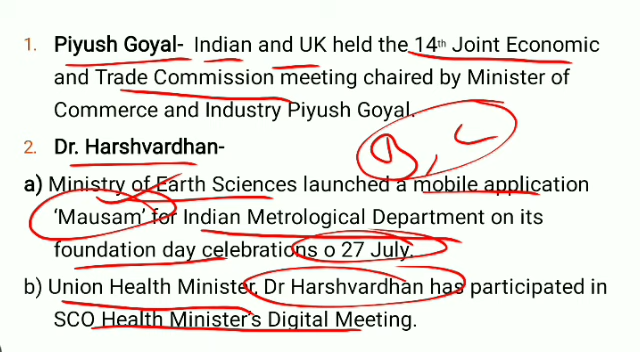 1. Piyush Goyal- Indian and UK held the 14th Joint Economic
and Trade Commission meeting chaired by Minister of
Commerce and Industry Piyush Goyal.
2. Dr. Harshvardhan-
a) Ministry of Earth Sciences launched a mobile application
'Mausam' for Indian Metrological Department on its
foundation day celebrations o 27 July.
b) Union Health Minister, Dr Harshvardhan has participated in
SCO Health Minister's Digital Meeting.